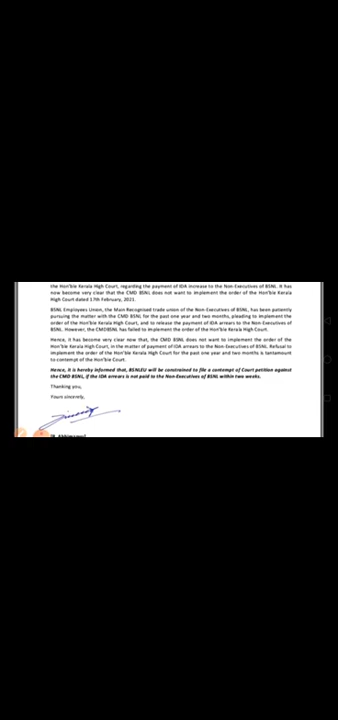 the Hon'ble Kerala High Court, regarding the payment of IDA increase to the Non-Executives of BSNL. It has
now become very clear that the CMD BSNL does not want to implement the order of the Hon'ble Kerala
High Court dated 17th February, 2021.
BSNL Employees Union, the Main Recognised trade union of the Non-Executives of BSNL, has been patiently
pursuing the matter with the CMD BSNL for the past one year and two months, pleading to implement the
order of the Hon'ble Kerala High Court, and to release the payment of IDA arrears to the Non-Executives of
BSNL. However, the CMDBSNL has failed to implement the order of the Hon'ble Kerala High Court.
Hence, it has become very clear now that, the CMD BSNL does not want to implement the order of the
Hon'ble Kerala High Court, in the matter of payment of IDA arrears to the Non-Executives of BSNL. Refusal to
implement the order of the Hon'ble Kerala High Court for the past one year and two months is tantamount
to contempt of the Hon'ble Court.
Hence, it is hereby informed that, BSNLEU will be constrained to file a contempt of Court petition against
the CMD BSNL, if the IDA arrears is not paid to the Non-Executives of BSNL within two weeks.
Thanking you,
Yours sincerely,